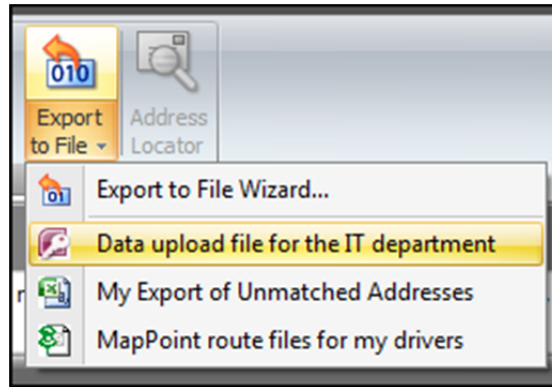 010
Export
to File
Address
Locator
01
Export to File Wizard...
Data upload file for the IT department
My Export of Unmatched Addresses
MapPoint route files for my drivers